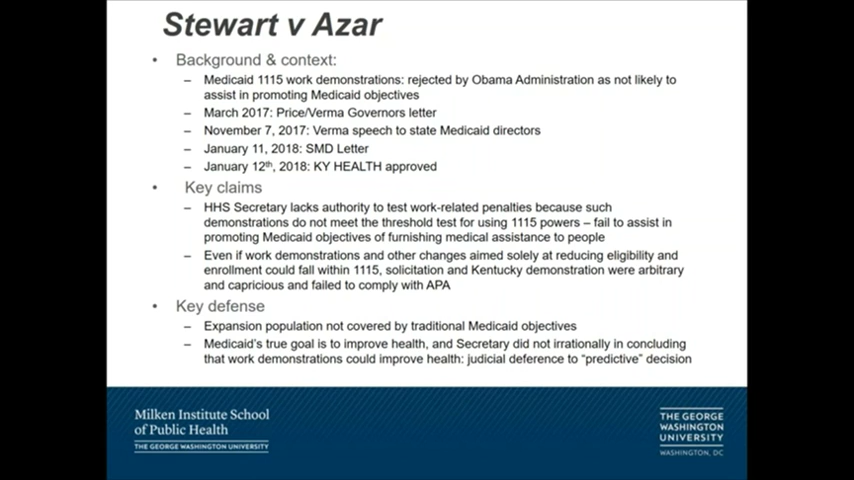 Stewart v Azar
• Background & context:
– Medicaid 1115 work demonstrations: rejected by Obama Administration as not likely to
assist in promoting Medicaid objectives
– March 2017: Price/Verma Governors letter
– November 7, 2017: Verma speech to state Medicaid directors
– January 11, 2018: SMD Letter
– January 12th, 2018: KY HEALTH approved
• Key claims
– HHS Secretary lacks authority to test work-related penalties because such
demonstrations do not meet the threshold test for using 1115 powers – fail to assist in
promoting Medicaid objectives of furnishing medical assistance to people
– Even if work demonstrations and other changes aimed solely at reducing eligibility and
enrollment could fall within 1115, solicitation and Kentucky demonstration were arbitrary
and capricious and failed to comply with APA
• Key defense
– Expansion population not covered by traditional Medicaid objectives
– Medicaid's true goal is to improve health, and Secretary did not irrationally in concluding
that work demonstrations could improve health: judicial deference to “predictive” decision
Milken Institute School
of Public Health
THE GEORGE WASHINGTON UNIVERSITY
THE GEORGE
WASHINGTON
UNIVERSITY
WASHINGTON, DC